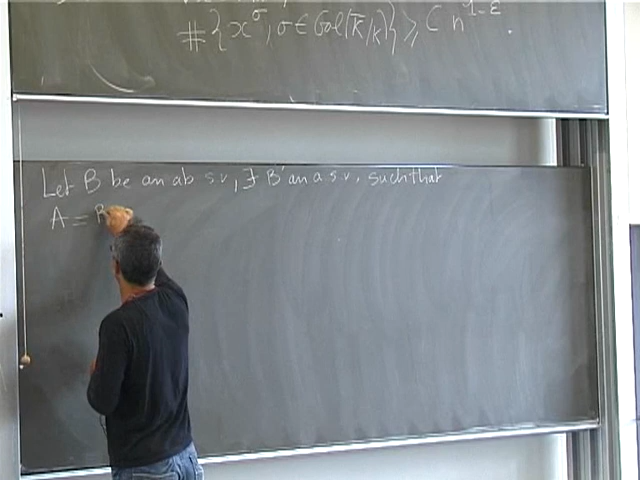 #{x^σ, σ∈Gal(k̄/k)} ≥ C n^{1-ε}.
Let B be an ab s.v, ∃ B' an a.s.v, such that
A = B